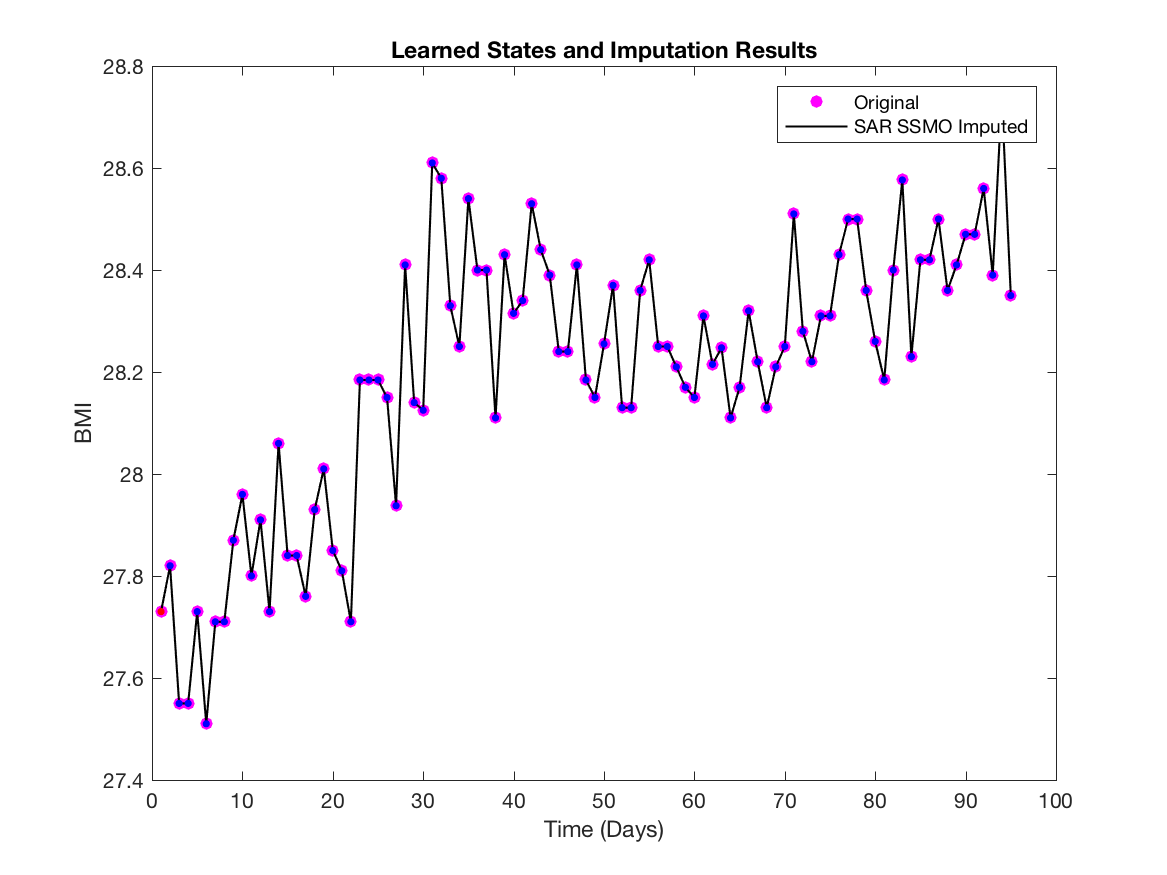 Learned States and Imputation Results
28.8
28.6
28.4
28.2
28
27.8
27.6
27.4
BMI
Original
SAR SSMO Imputed
0 10 20 30 40 50 60 70 80 90 100
Time (Days)